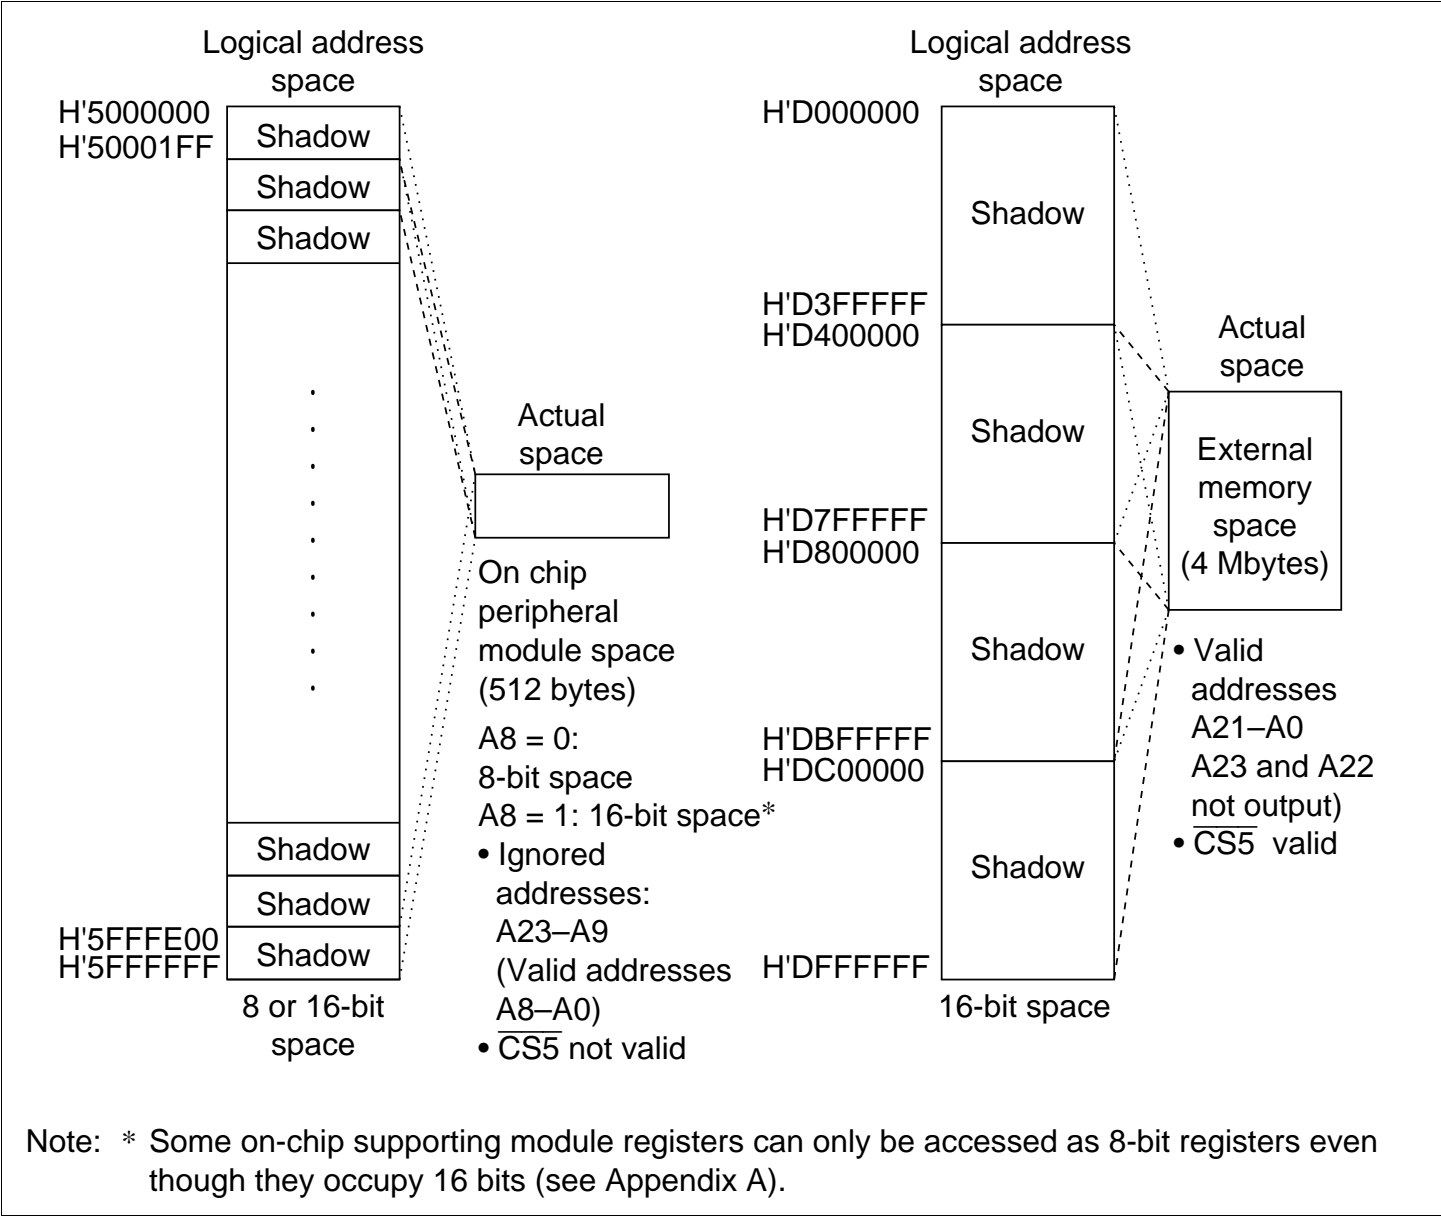 Logical address
space
H'5000000
H'50001FF
Shadow
Shadow
Shadow
Actual
space
On chip
peripheral
module space
(512 bytes)
A8 = 0:
8-bit space
A8 = 1: 16-bit space*
• Ignored
addresses:
A23–A9
(Valid addresses
A8–A0)
• CS5 not valid
Shadow
Shadow
Shadow
H'5FFFE00
H'5FFFFFF
8 or 16-bit
space
Logical address
space
H'D000000
Shadow
H'D3FFFFF
H'D400000
Shadow
H'D7FFFFF
H'D800000
Shadow
H'DBFFFFF
H'DC00000
Shadow
H'DFFFFFF
16-bit space
Actual
space
External
memory
space
(4 Mbytes)
• Valid
addresses
A21–A0
A23 and A22
not output)
• CS5 valid
Note: * Some on-chip supporting module registers can only be accessed as 8-bit registers even
though they occupy 16 bits (see Appendix A).